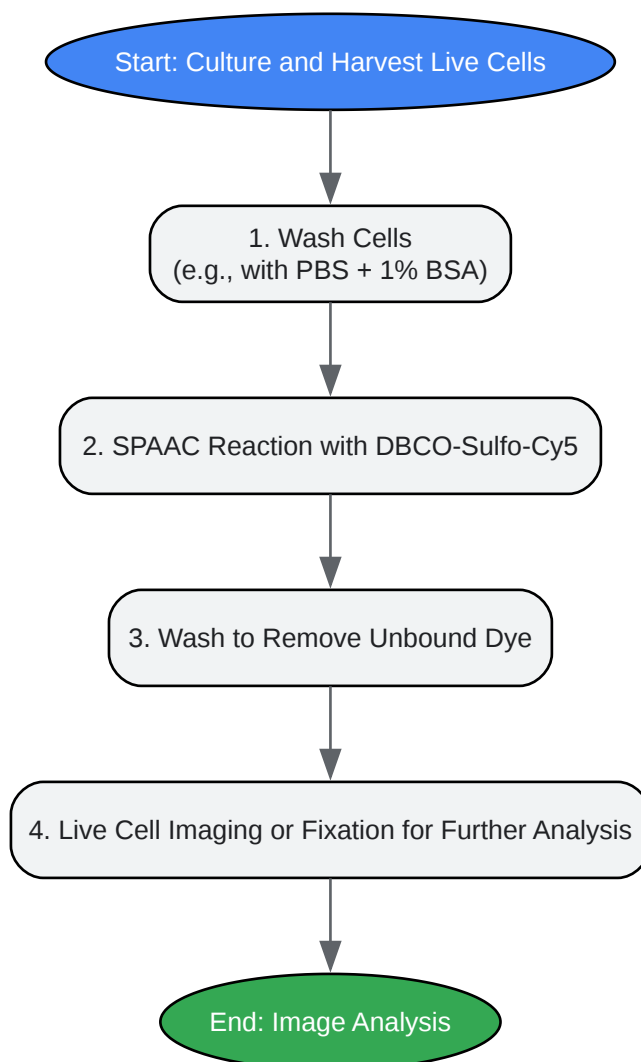 Start: Culture and Harvest Live Cells
1. Wash Cells
(e.g., with PBS + 1% BSA)
2. SPAAC Reaction with DBCO-Sulfo-Cy5
3. Wash to Remove Unbound Dye
4. Live Cell Imaging or Fixation for Further Analysis
End: Image Analysis